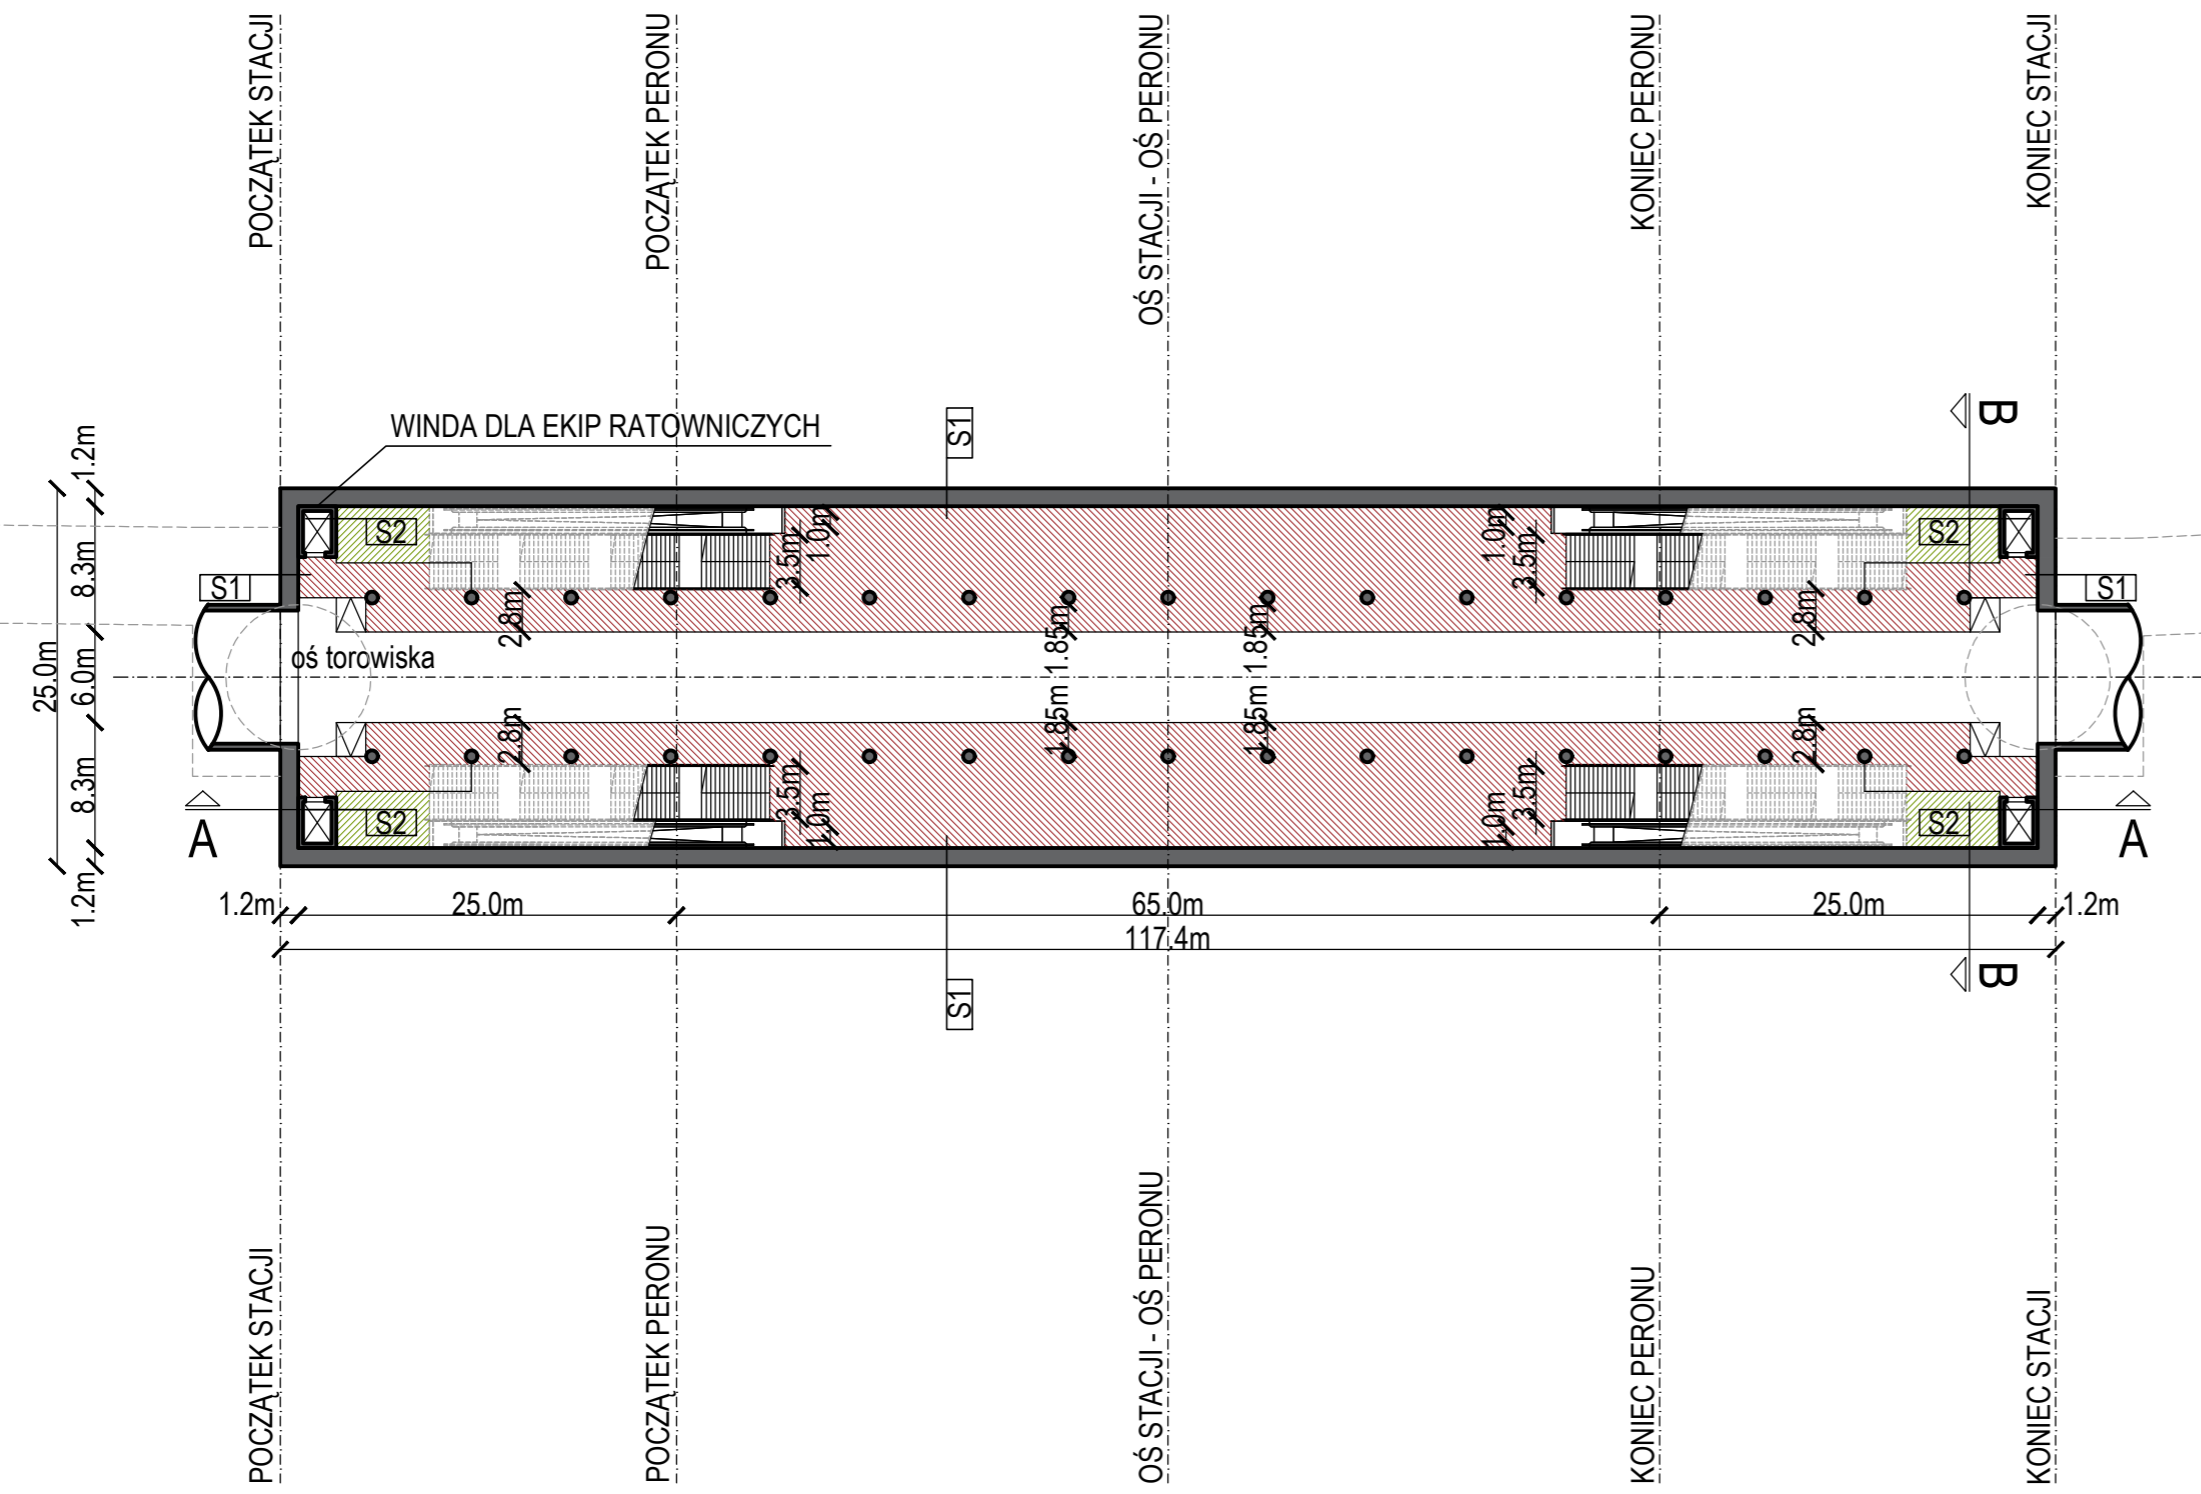 POCZĄTEK STACJI
POCZĄTEK PERONU
OŚ STACJI - OŚ PERONU
KONIEC PERONU
KONIEC STACJI
WINDA DLA EKIP RATOWNICZYCH
S1
B
1.2m
8.3m
6.0m
8.3m
1.2m
25.0m
S2
1.0m
3.5m
1.0m
3.5m
S2
S1
S1
2.8m
1.85m
1.85m
2.8m
oś torowiska
2.8m
1.85m
1.85m
2.8m
3.5m
1.0m
3.5m
1.0m
S2
S2
A
A
1.2m
25.0m
65.0m
25.0m
1.2m
117.4m
S1
B
POCZĄTEK STACJI
POCZĄTEK PERONU
OŚ STACJI - OŚ PERONU
KONIEC PERONU
KONIEC STACJI